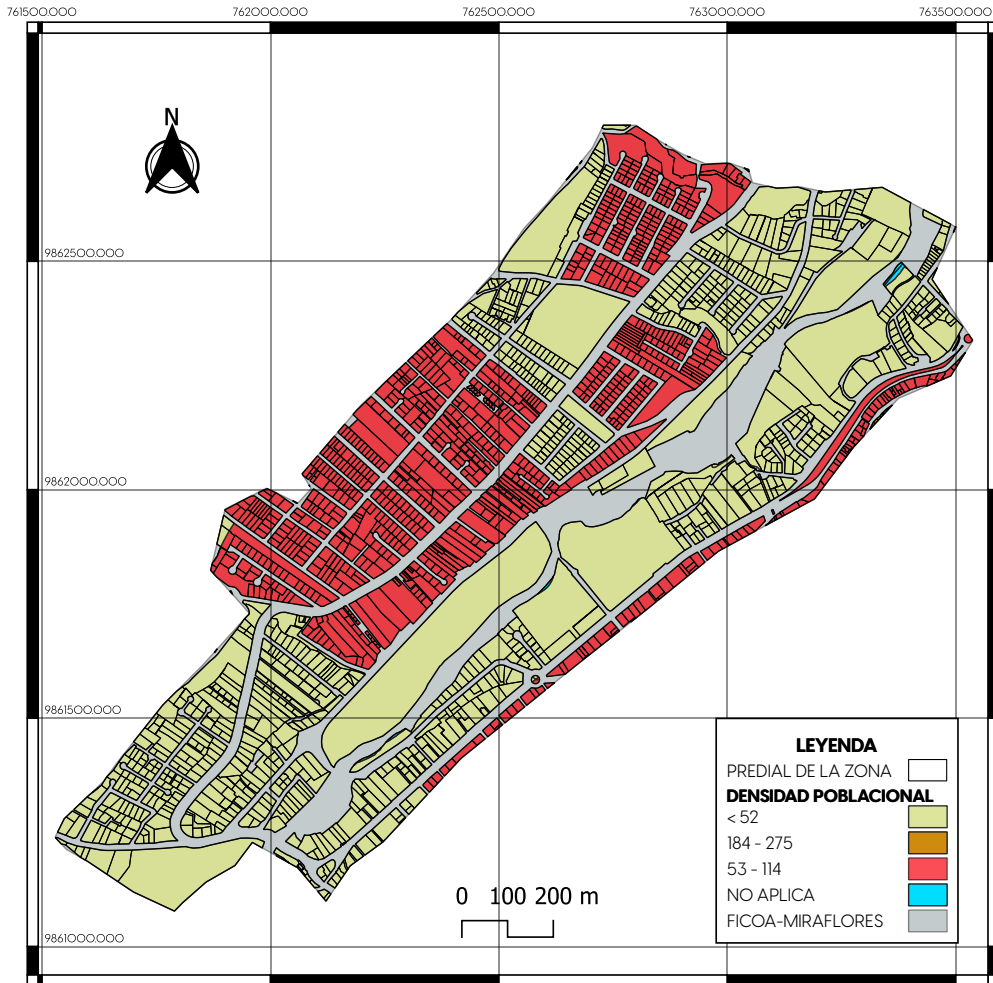 761500.000 762000.000 762500.000 763000.000 763500.000
N
9862500.000
9862000.000
9861500.000
9861000.000
0 100 200 m
LEYENDA
PREDIAL DE LA ZONA
DENSIDAD POBLACIONAL
< 52
184 - 275
53 - 114
NO APLICA
FICOA-MIRAFLORES